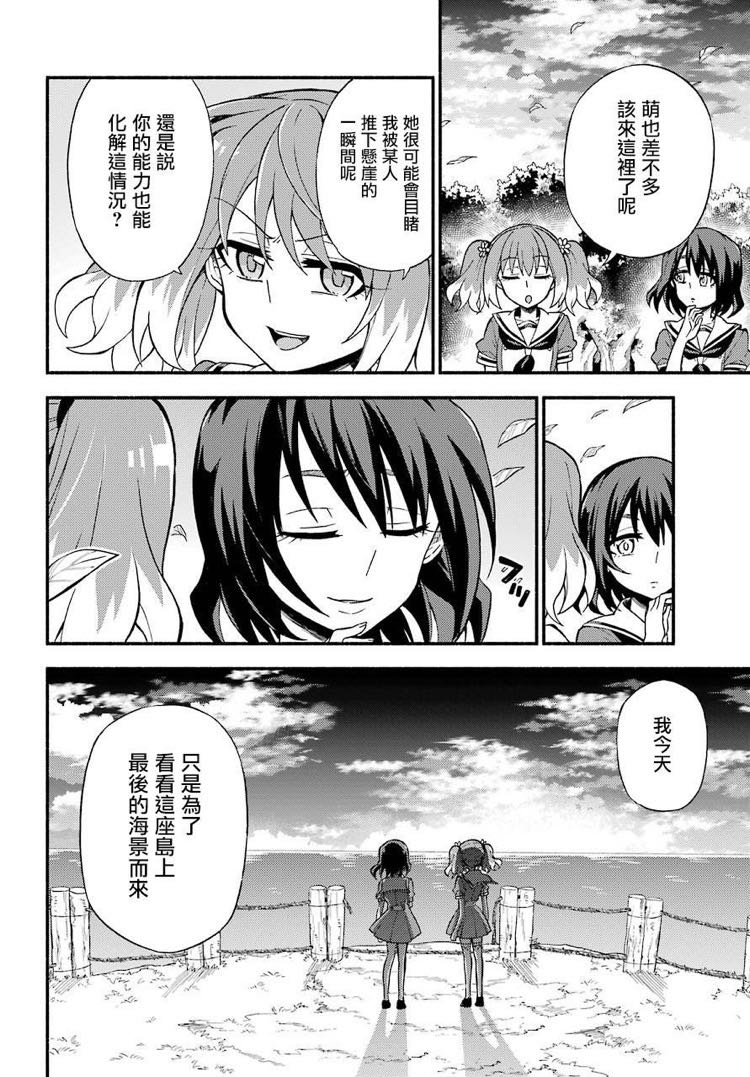 萌也差不多
該來這裡了呢
她很可能會目睹
我被某人
推下懸崖的
一瞬間呢
還是説
你的能力也能
化解這情況？
フッ
我今天
只是為了
看看這座島上
最後的海景而來